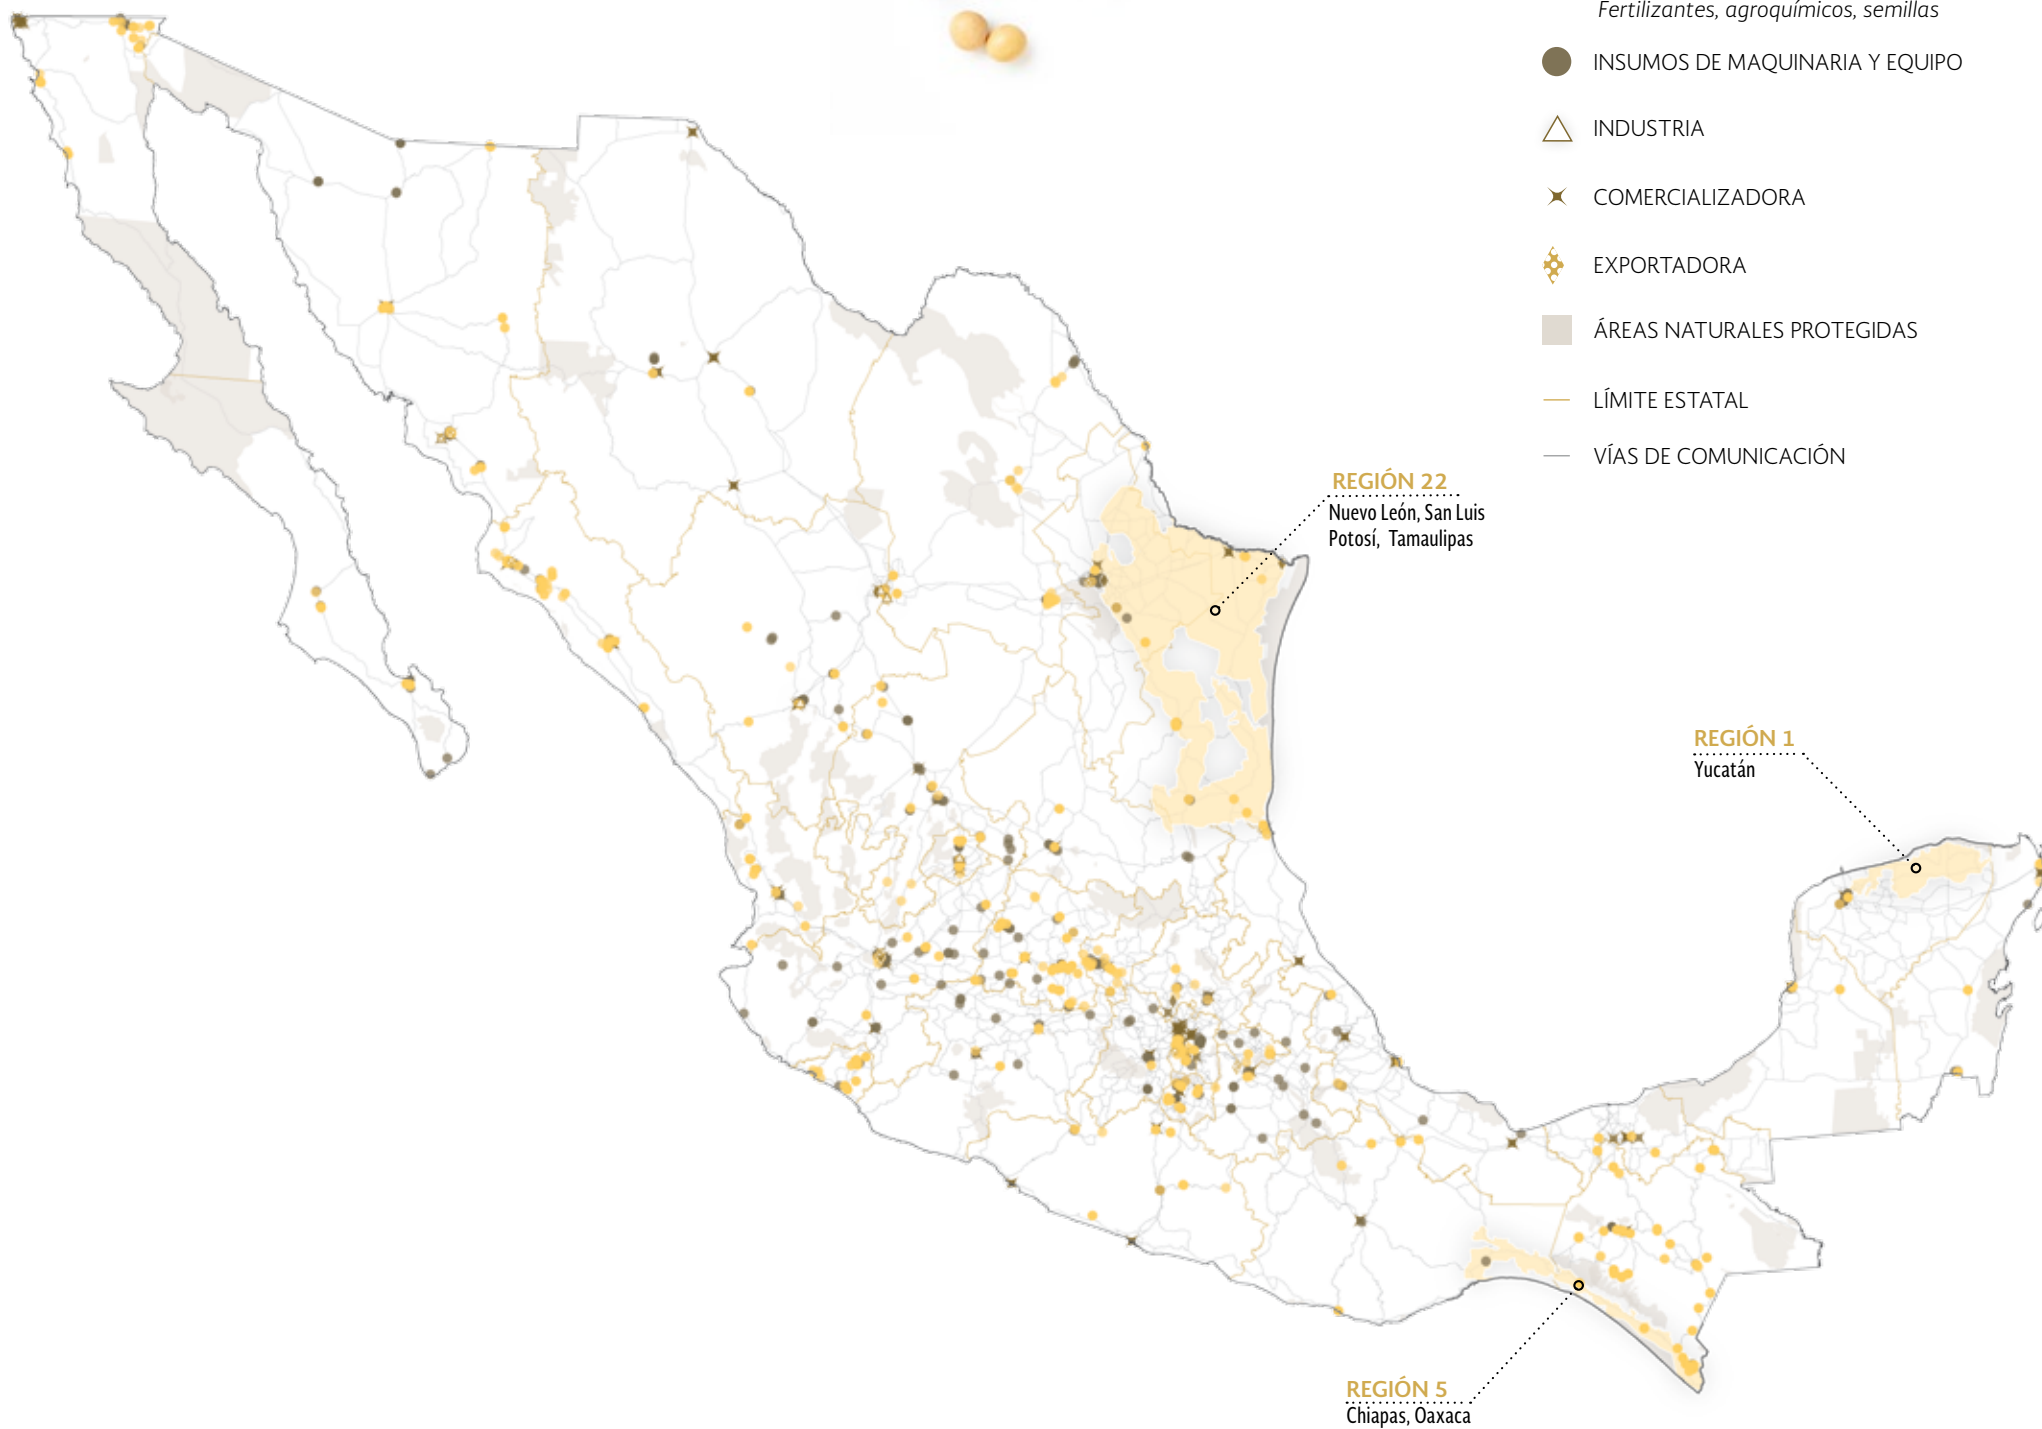 Fertilizantes, agroquímicos, semillas
INSUMOS DE MAQUINARIA Y EQUIPO
INDUSTRIA
COMERCIALIZADORA
EXPORTADORA
ÁREAS NATURALES PROTEGIDAS
LÍMITE ESTATAL
VÍAS DE COMUNICACIÓN
REGIÓN 22
Nuevo León, San Luis
Potosí, Tamaulipas
REGIÓN 1
Yucatán
REGIÓN 5
Chiapas, Oaxaca